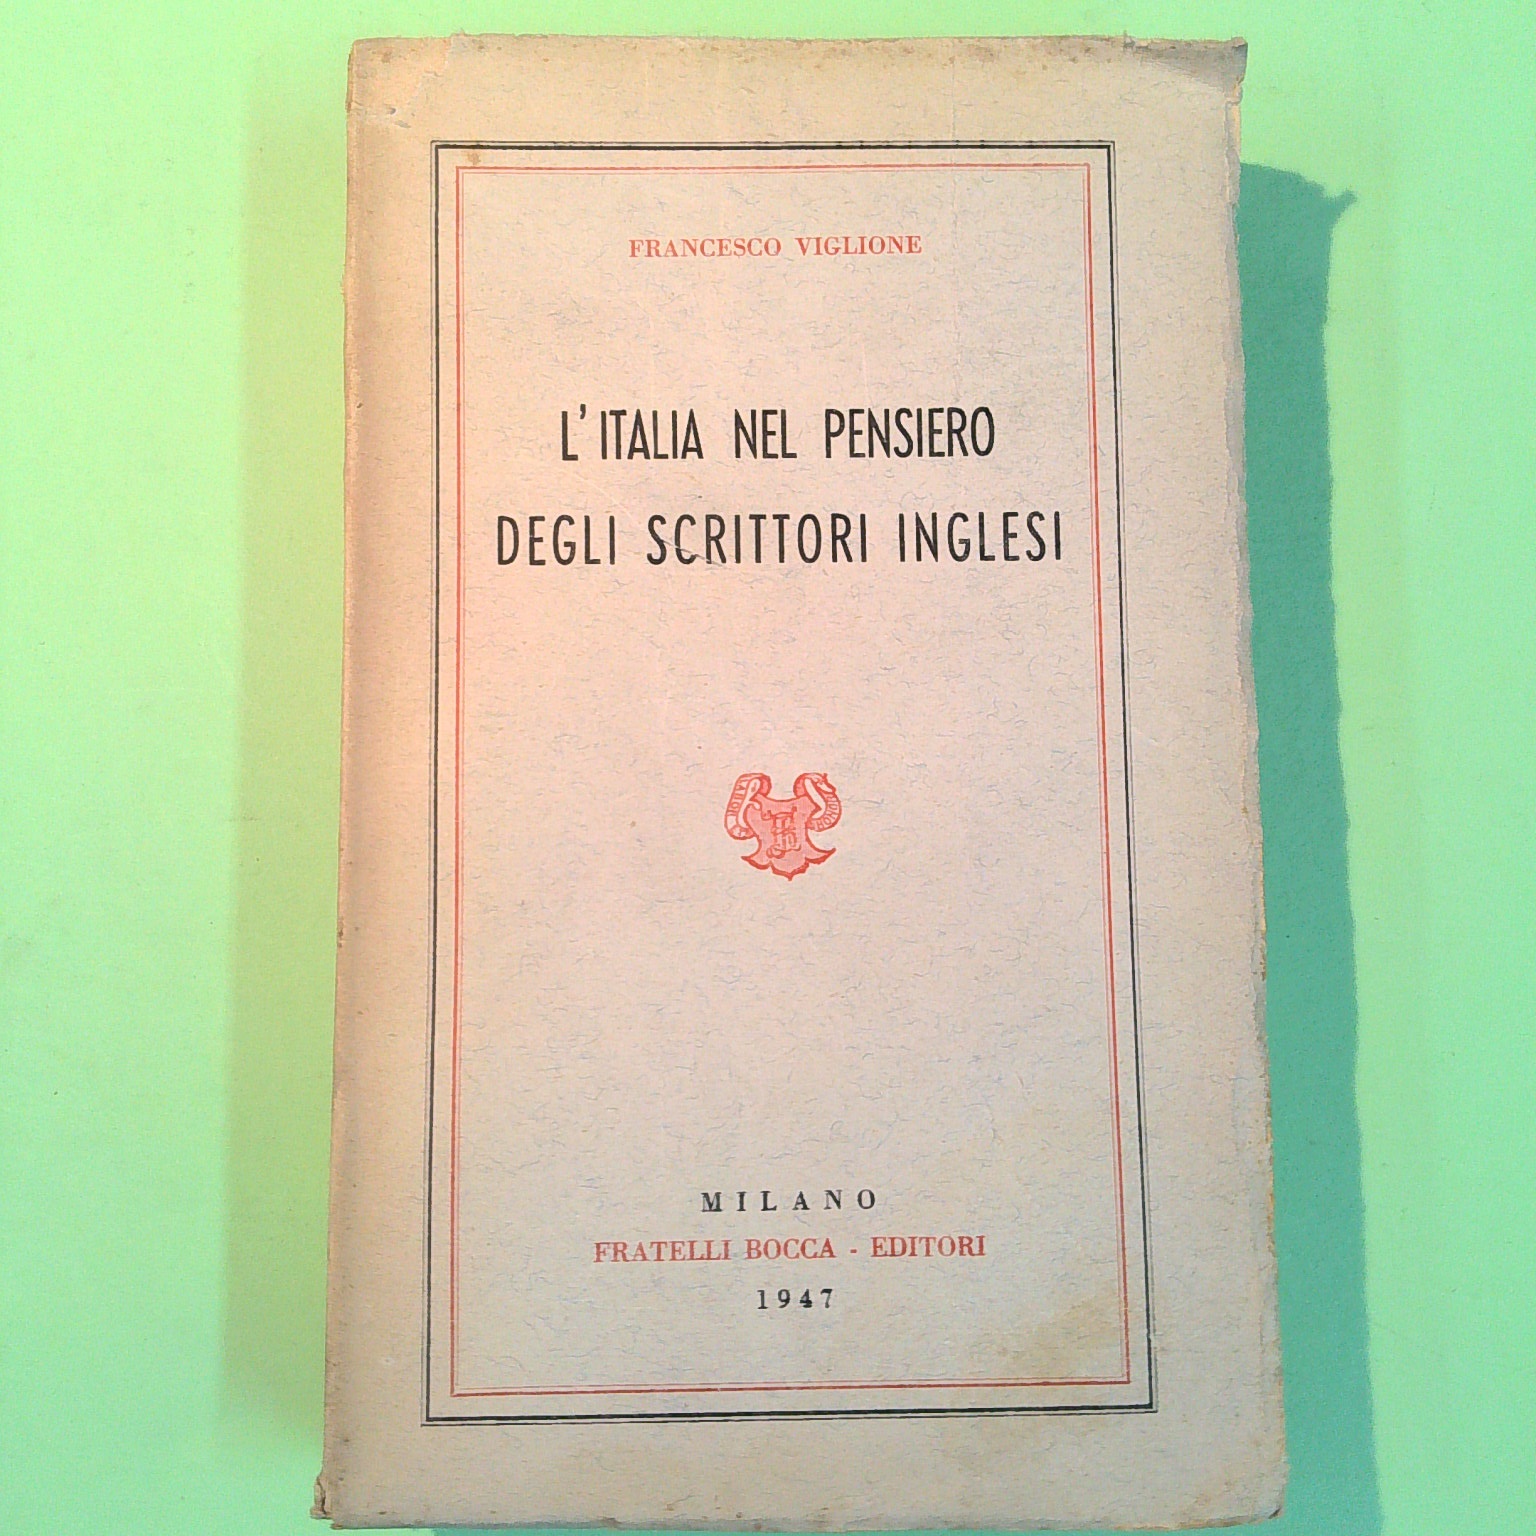 FRANCESCO VIGLIONE
L'ITALIA NEL PENSIERO
DEGLI SCRITTORI INGLESI
MILANO
FRATELLI BOCCA - EDITORI
1947